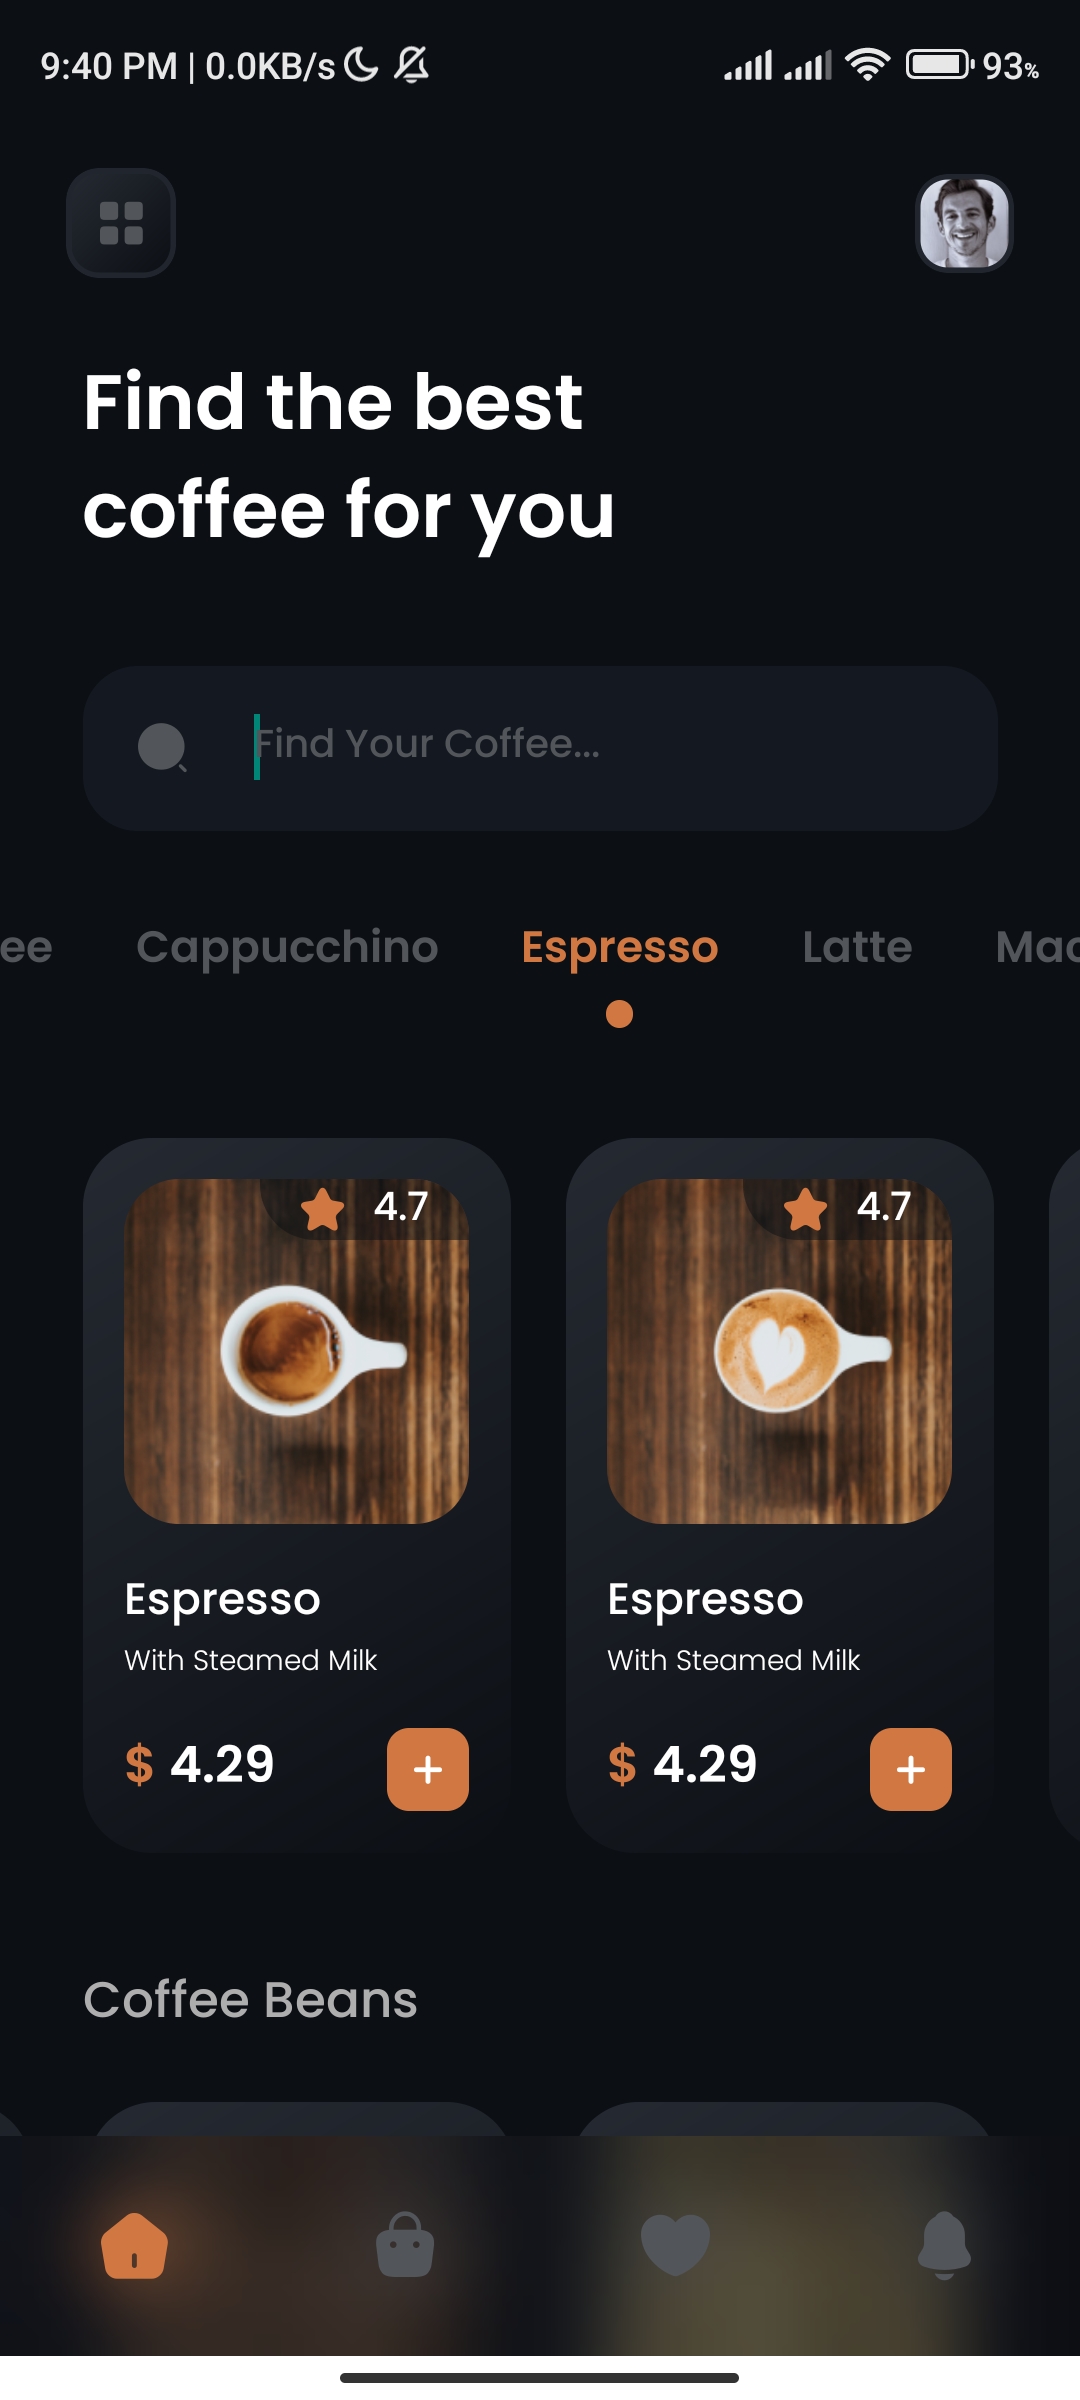 9:40 PM | 0.0KB/s 93%
Find the best
coffee for you
Find Your Coffee...
ee Cappucchino Espresso Latte Mac
4.7 4.7
Espresso Espresso
With Steamed Milk With Steamed Milk
$ 4.29 + $ 4.29 +
Coffee Beans